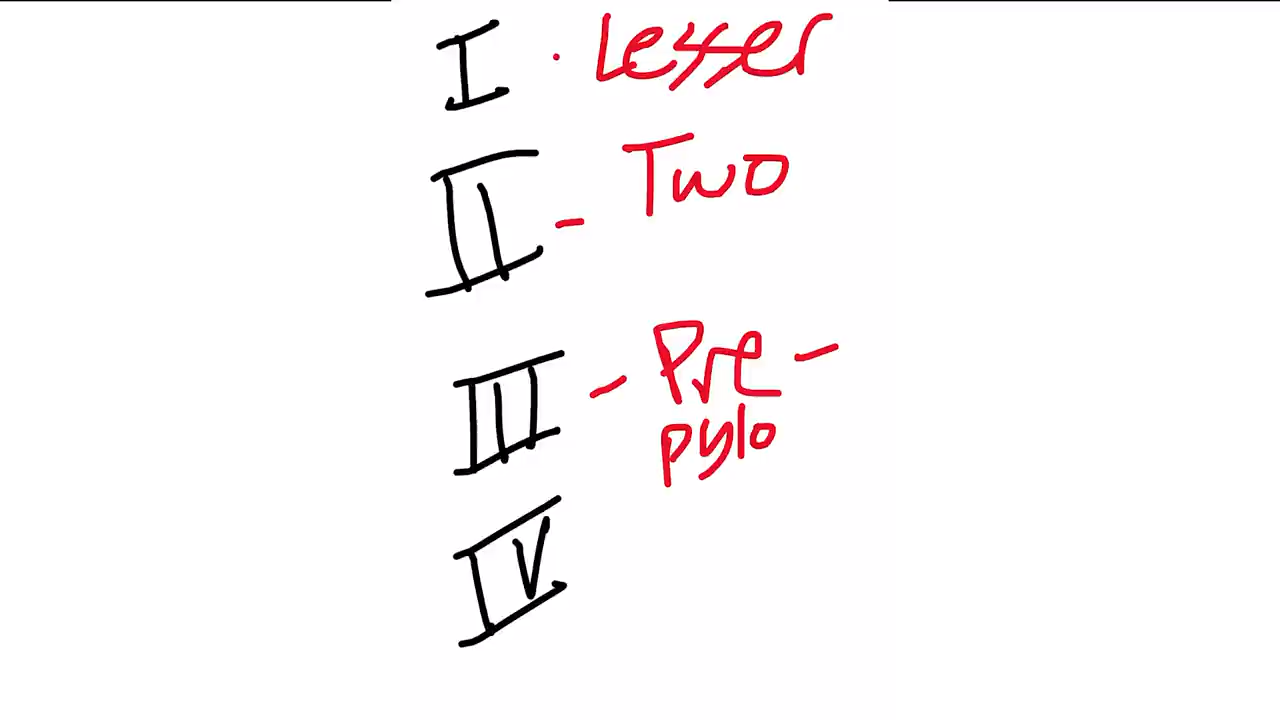 I · Lesser
II - Two
III - Pre -
pylo
IV